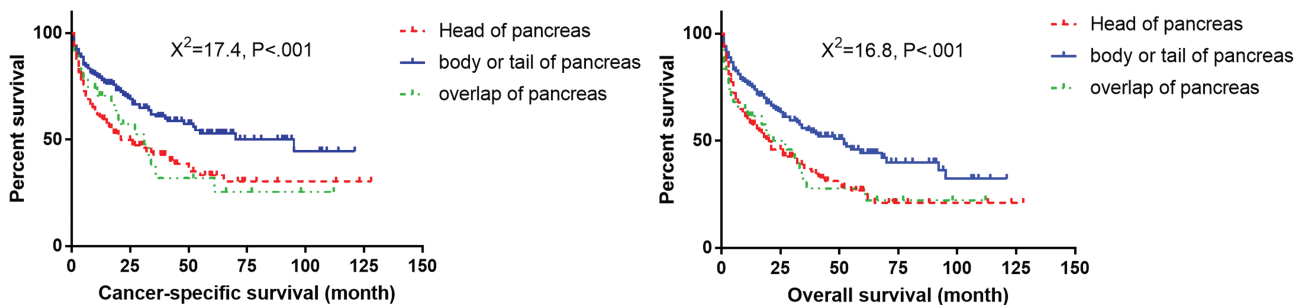 Percent survival
100
50
0
0 25 50 75 100 125 150
Cancer-specific survival (month)
X²=17.4, P<.001
Head of pancreas
body or tail of pancreas
overlap of pancreas
Percent survival
100
50
0
0 25 50 75 100 125 150
Overall survival (month)
X²=16.8, P<.001
Head of pancreas
body or tail of pancreas
overlap of pancreas